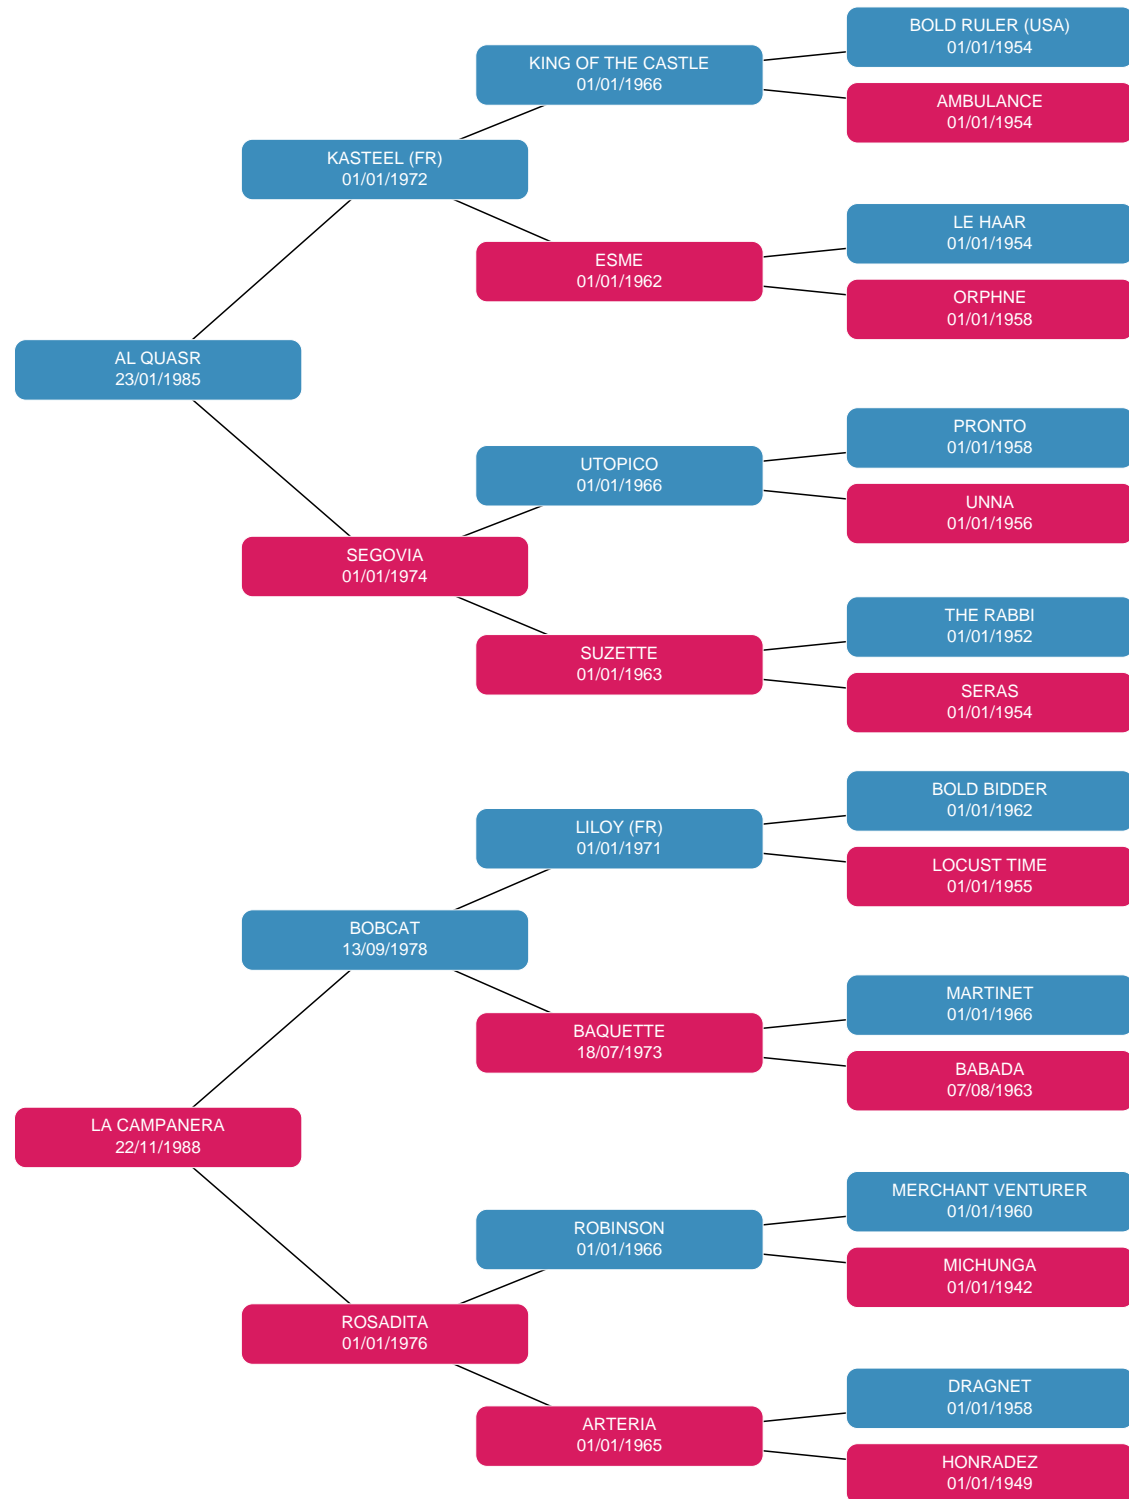 BOLD RULER (USA)
01/01/1954
KING OF THE CASTLE
01/01/1966
AMBULANCE
01/01/1954
KASTEEL (FR)
01/01/1972
LE HAAR
01/01/1954
ESME
01/01/1962
ORPHNE
01/01/1958
AL QUASR
23/01/1985
PRONTO
01/01/1958
UTOPICO
01/01/1966
UNNA
01/01/1956
SEGOVIA
01/01/1974
THE RABBI
01/01/1952
SUZETTE
01/01/1963
SERAS
01/01/1954
BOLD BIDDER
01/01/1962
LILOY (FR)
01/01/1971
LOCUST TIME
01/01/1955
BOBCAT
13/09/1978
MARTINET
01/01/1966
BAQUETTE
18/07/1973
BABADA
07/08/1963
LA CAMPANERA
22/11/1988
MERCHANT VENTURER
01/01/1960
ROBINSON
01/01/1966
MICHUNGA
01/01/1942
ROSADITA
01/01/1976
DRAGNET
01/01/1958
ARTERIA
01/01/1965
HONRADEZ
01/01/1949